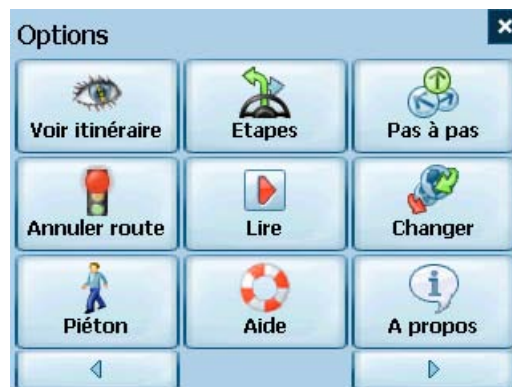 Options
Voir itinéraire
Etapes
Pas à pas
Annuler route
Lire
Changer
Piéton
Aide
A propos